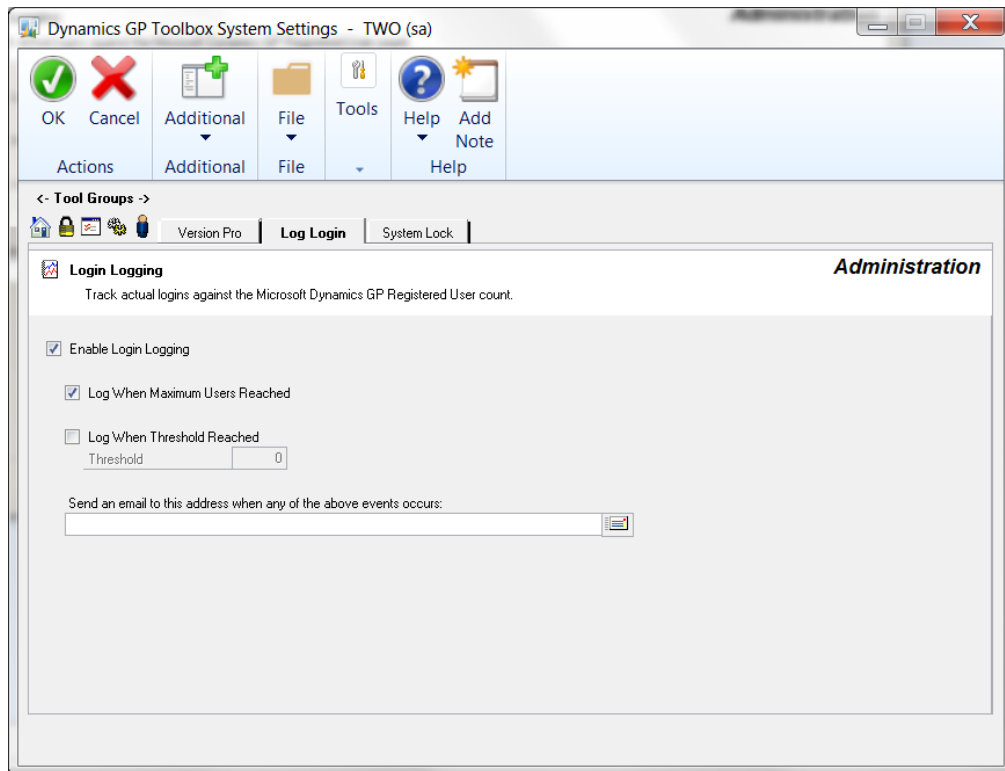 Dynamics GP Toolbox System Settings - TWO (sa)
OK Cancel Additional File Tools Help Add Note
Actions Additional File Help
<- Tool Groups ->
Version Pro Log Login System Lock
Login Logging Administration
Track actual logins against the Microsoft Dynamics GP Registered User count.
Enable Login Logging
Log When Maximum Users Reached
Log When Threshold Reached
Threshold 0
Send an email to this address when any of the above events occurs: